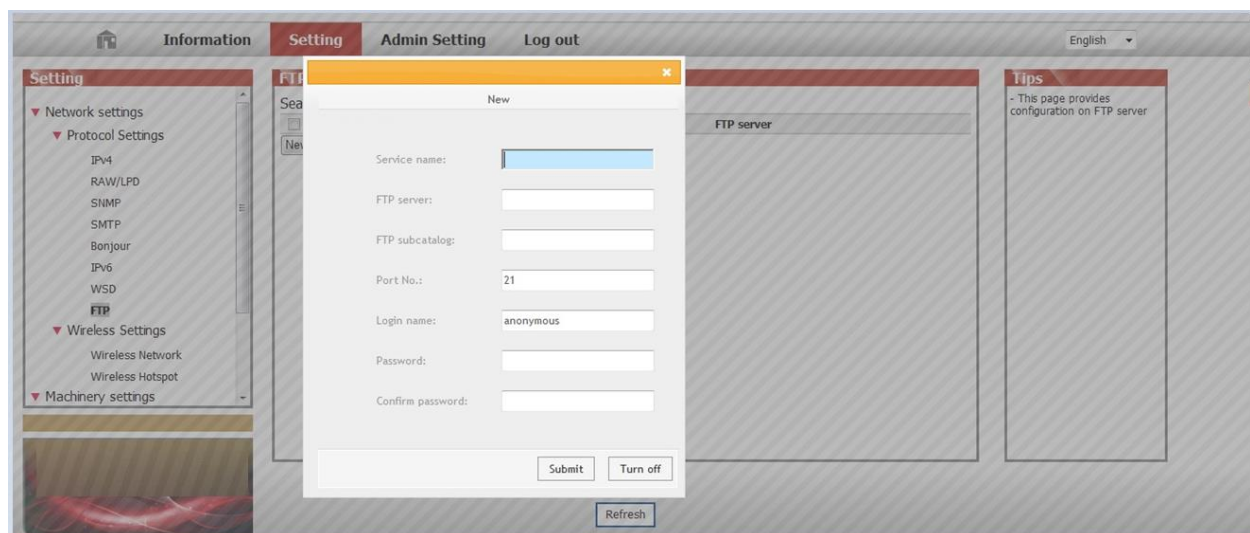 Information Setting Admin Setting Log out English
Setting
Network settings
Protocol Settings
IPv4
RAW/LPD
SNMP
SMTP
Bonjour
IPv6
WSD
FTP
Wireless Settings
Wireless Network
Wireless Hotspot
Machinery settings
FTP
Sea
New
FTP server
New
Service name:
FTP server:
FTP subcatalog:
Port No.: 21
Login name: anonymous
Password:
Confirm password:
Submit Turn off
Refresh
Tips
- This page provides
configuration on FTP server